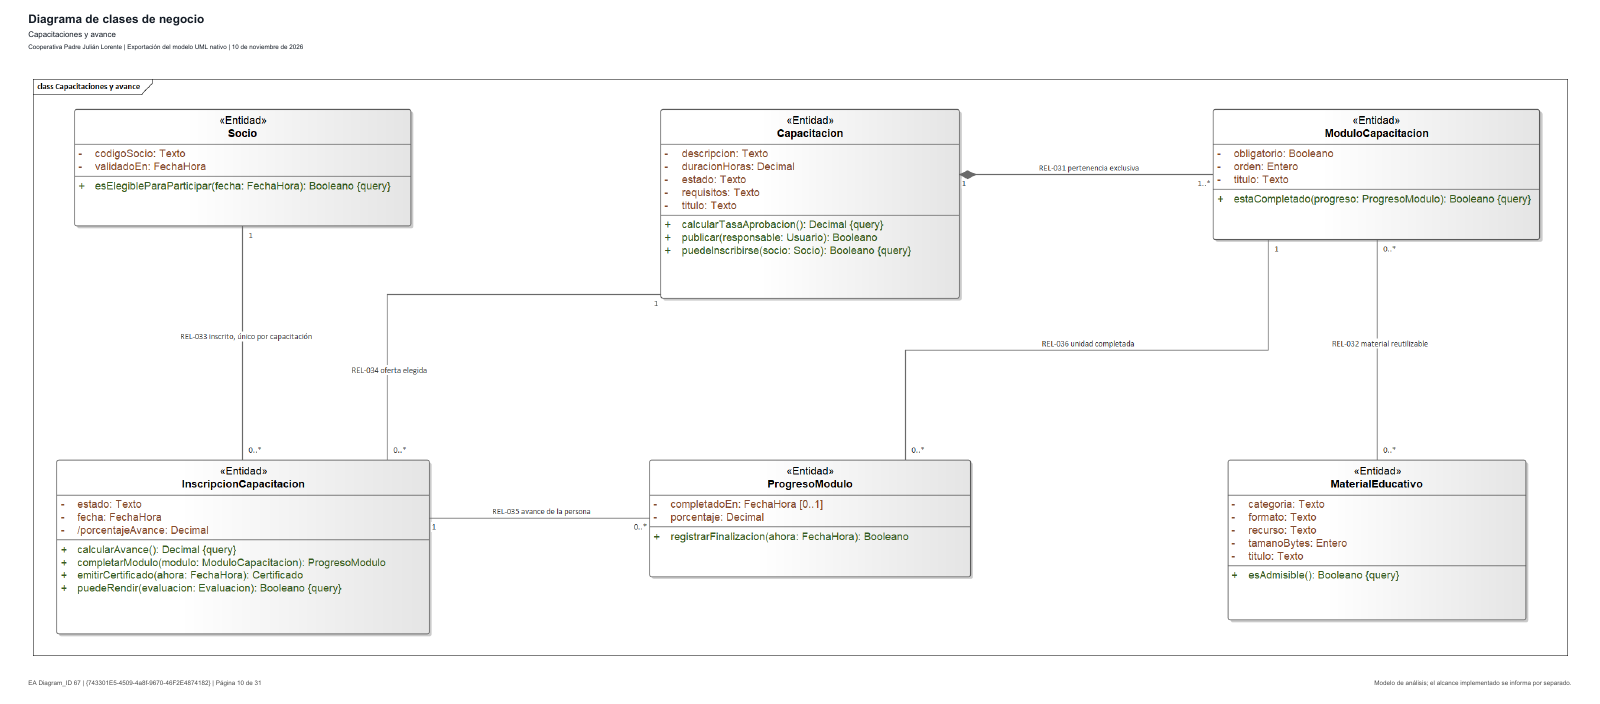 Diagrama de clases de negocio
Capacitaciones y avance
Cooperativa Padre Julián Lorente | Exportación del modelo UML nativo | 10 de noviembre de 2026
class Capacitaciones y avance
«Entidad»
Socio
- codigoSocio: Texto
- validadoEn: FechaHora
+ esElegibleParaParticipar(fecha: FechaHora): Booleano {query}
«Entidad»
Capacitacion
- descripcion: Texto
- duracionHoras: Decimal
- estado: Texto
- requisitos: Texto
- titulo: Texto
+ calcularTasaAprobacion(): Decimal {query}
+ publicar(responsable: Usuario): Booleano
+ puedeInscribirse(socio: Socio): Booleano {query}
REL-031 pertenencia exclusiva
1
1..*
«Entidad»
ModuloCapacitacion
- obligatorio: Booleano
- orden: Entero
- titulo: Texto
+ estaCompletado(progreso: ProgresoModulo): Booleano {query}
1
1
1
0..*
REL-033 inscrito, único por capacitación
REL-034 oferta elegida
REL-036 unidad completada
REL-032 material reutilizable
0..*
0..*
0..*
0..*
«Entidad»
InscripcionCapacitacion
- estado: Texto
- fecha: FechaHora
- /porcentajeAvance: Decimal
+ calcularAvance(): Decimal {query}
+ completarModulo(modulo: ModuloCapacitacion): ProgresoModulo
+ emitirCertificado(ahora: FechaHora): Certificado
+ puedeRendir(evaluacion: Evaluacion): Booleano {query}
REL-035 avance de la persona
1
0..*
«Entidad»
ProgresoModulo
- completadoEn: FechaHora [0..1]
- porcentaje: Decimal
+ registrarFinalizacion(ahora: FechaHora): Booleano
«Entidad»
MaterialEducativo
- categoria: Texto
- formato: Texto
- recurso: Texto
- tamanoBytes: Entero
- titulo: Texto
+ esAdmisible(): Booleano {query}
EA Diagram_ID 67 | {743301E5-4509-4a8f-9670-46F2E4874182} | Página 10 de 31
Modelo de análisis; el alcance implementado se informa por separado.